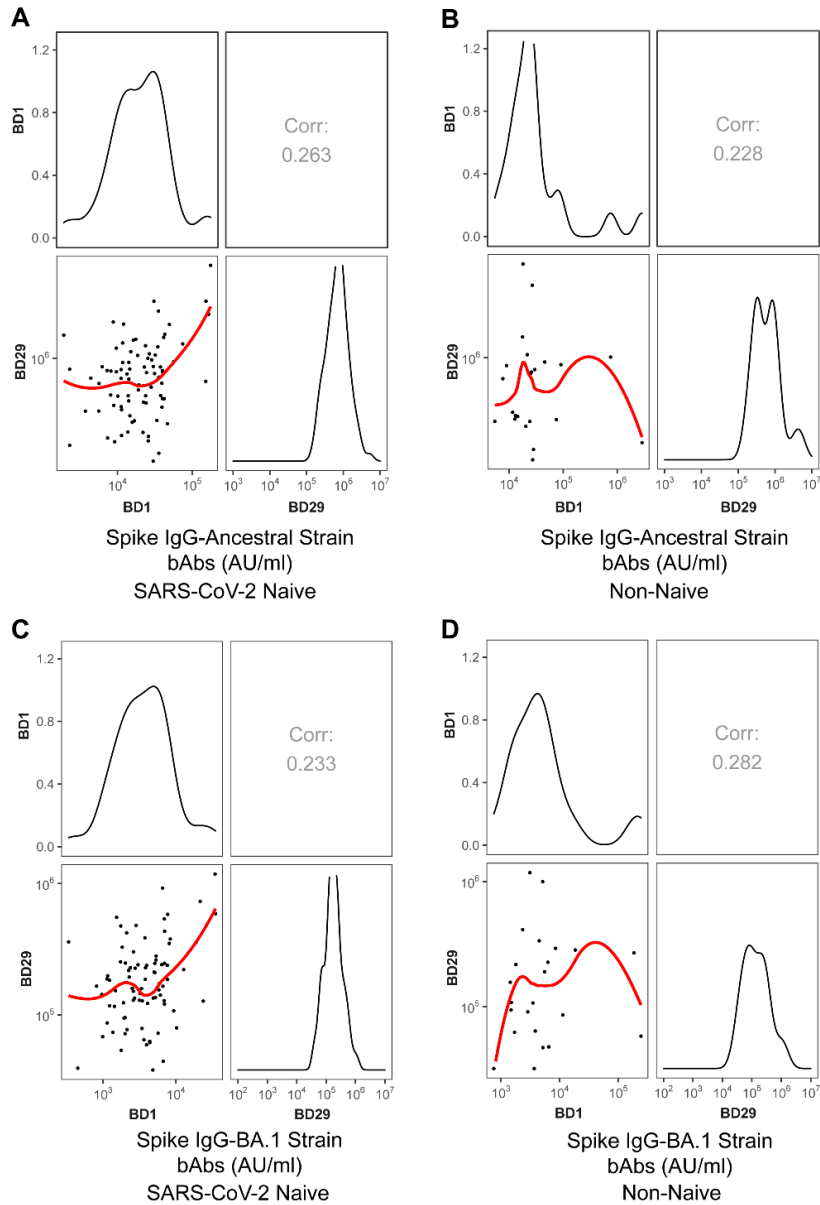 A
1.2
0.8
0.4
0.0
BD1
Corr:
0.263
10⁶
BD29
10⁴
10⁵
BD1
10³ 10⁴ 10⁵ 10⁶ 10⁷
BD29
Spike IgG-Ancestral Strain
bAbs (AU/ml)
SARS-CoV-2 Naive
B
1.2
0.8
0.4
0.0
BD1
Corr:
0.228
10⁶
BD29
10⁴
10⁵
10⁶
BD1
10³ 10⁴ 10⁵ 10⁶ 10⁷
BD29
Spike IgG-Ancestral Strain
bAbs (AU/ml)
Non-Naive
C
1.2
0.8
0.4
0.0
BD1
Corr:
0.233
10⁶
10⁵
BD29
10³
10⁴
BD1
10² 10³ 10⁴ 10⁵ 10⁶ 10⁷
BD29
Spike IgG-BA.1 Strain
bAbs (AU/ml)
SARS-CoV-2 Naive
D
1.2
0.8
0.4
0.0
BD1
Corr:
0.282
10⁶
10⁵
BD29
10³
10⁴
10⁵
BD1
10² 10³ 10⁴ 10⁵ 10⁶ 10⁷
BD29
Spike IgG-BA.1 Strain
bAbs (AU/ml)
Non-Naive